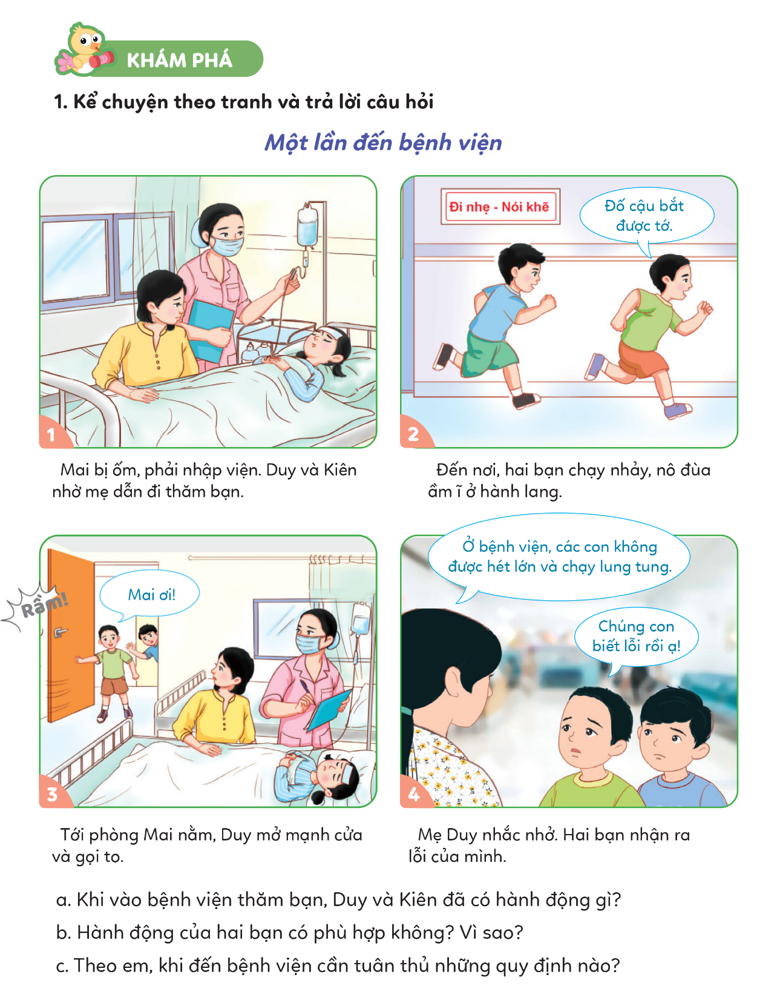 KHÁM PHÁ
1. Kể chuyện theo tranh và trả lời câu hỏi
Một lần đến bệnh viện
1
Mai bị ốm, phải nhập viện. Duy và Kiên
nhờ mẹ dẫn đi thăm bạn.
Đi nhẹ - Nói khẽ
Đố cậu bắt
được tớ.
2
Đến nơi, hai bạn chạy nhảy, nô đùa
ầm ĩ ở hành lang.
Rầm!
Mai ơi!
3
Tới phòng Mai nằm, Duy mở mạnh cửa
và gọi to.
Ở bệnh viện, các con không
được hét lớn và chạy lung tung.
Chúng con
biết lỗi rồi ạ!
4
Mẹ Duy nhắc nhở. Hai bạn nhận ra
lỗi của mình.
a. Khi vào bệnh viện thăm bạn, Duy và Kiên đã có hành động gì?
b. Hành động của hai bạn có phù hợp không? Vì sao?
c. Theo em, khi đến bệnh viện cần tuân thủ những quy định nào?